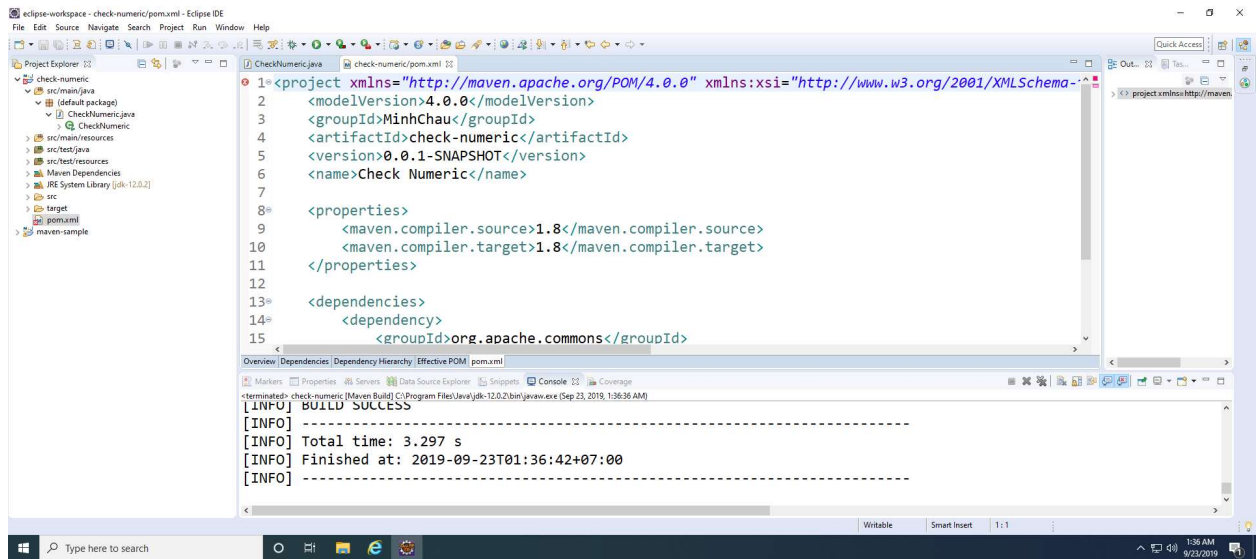 eclipse-workspace - check-numeric/pom.xml - Eclipse IDE
File Edit Source Navigate Search Project Run Window Help
Quick Access
Project Explorer
check-numeric
src/main/java
(default package)
CheckNumeric.java
CheckNumeric
src/main/resources
src/test/java
src/test/resources
Maven Dependencies
JRE System Library [jdk-12.0.2]
src
target
pom.xml
maven-sample
CheckNumeric.java check-numeric/pom.xml
1 <project xmlns="http://maven.apache.org/POM/4.0.0" xmlns:xsi="http://www.w3.org/2001/XMLSchema-
2 <modelVersion>4.0.0</modelVersion>
3 <groupId>MinhChau</groupId>
4 <artifactId>check-numeric</artifactId>
5 <version>0.0.1-SNAPSHOT</version>
6 <name>Check Numeric</name>
7
8 <properties>
9 <maven.compiler.source>1.8</maven.compiler.source>
10 <maven.compiler.target>1.8</maven.compiler.target>
11 </properties>
12
13 <dependencies>
14 <dependency>
15 <groupId>org.apache.commons</groupId>
Overview Dependencies Dependency Hierarchy Effective POM pom.xml
Out... Tas...
project xmlns=http://maven.
Markers Properties Servers Data Source Explorer Snippets Console Coverage
<terminated> check-numeric [Maven Build] C:\Program Files\Java\jdk-12.0.2\bin\javaw.exe (Sep 23, 2019, 1:36:36 AM)
[INFO] BUILD SUCCESS
[INFO] ------------------------------------------------------------------------
[INFO] Total time: 3.297 s
[INFO] Finished at: 2019-09-23T01:36:42+07:00
[INFO] ------------------------------------------------------------------------
Writable Smart Insert 1 : 1
Type here to search
1:36 AM
9/23/2019